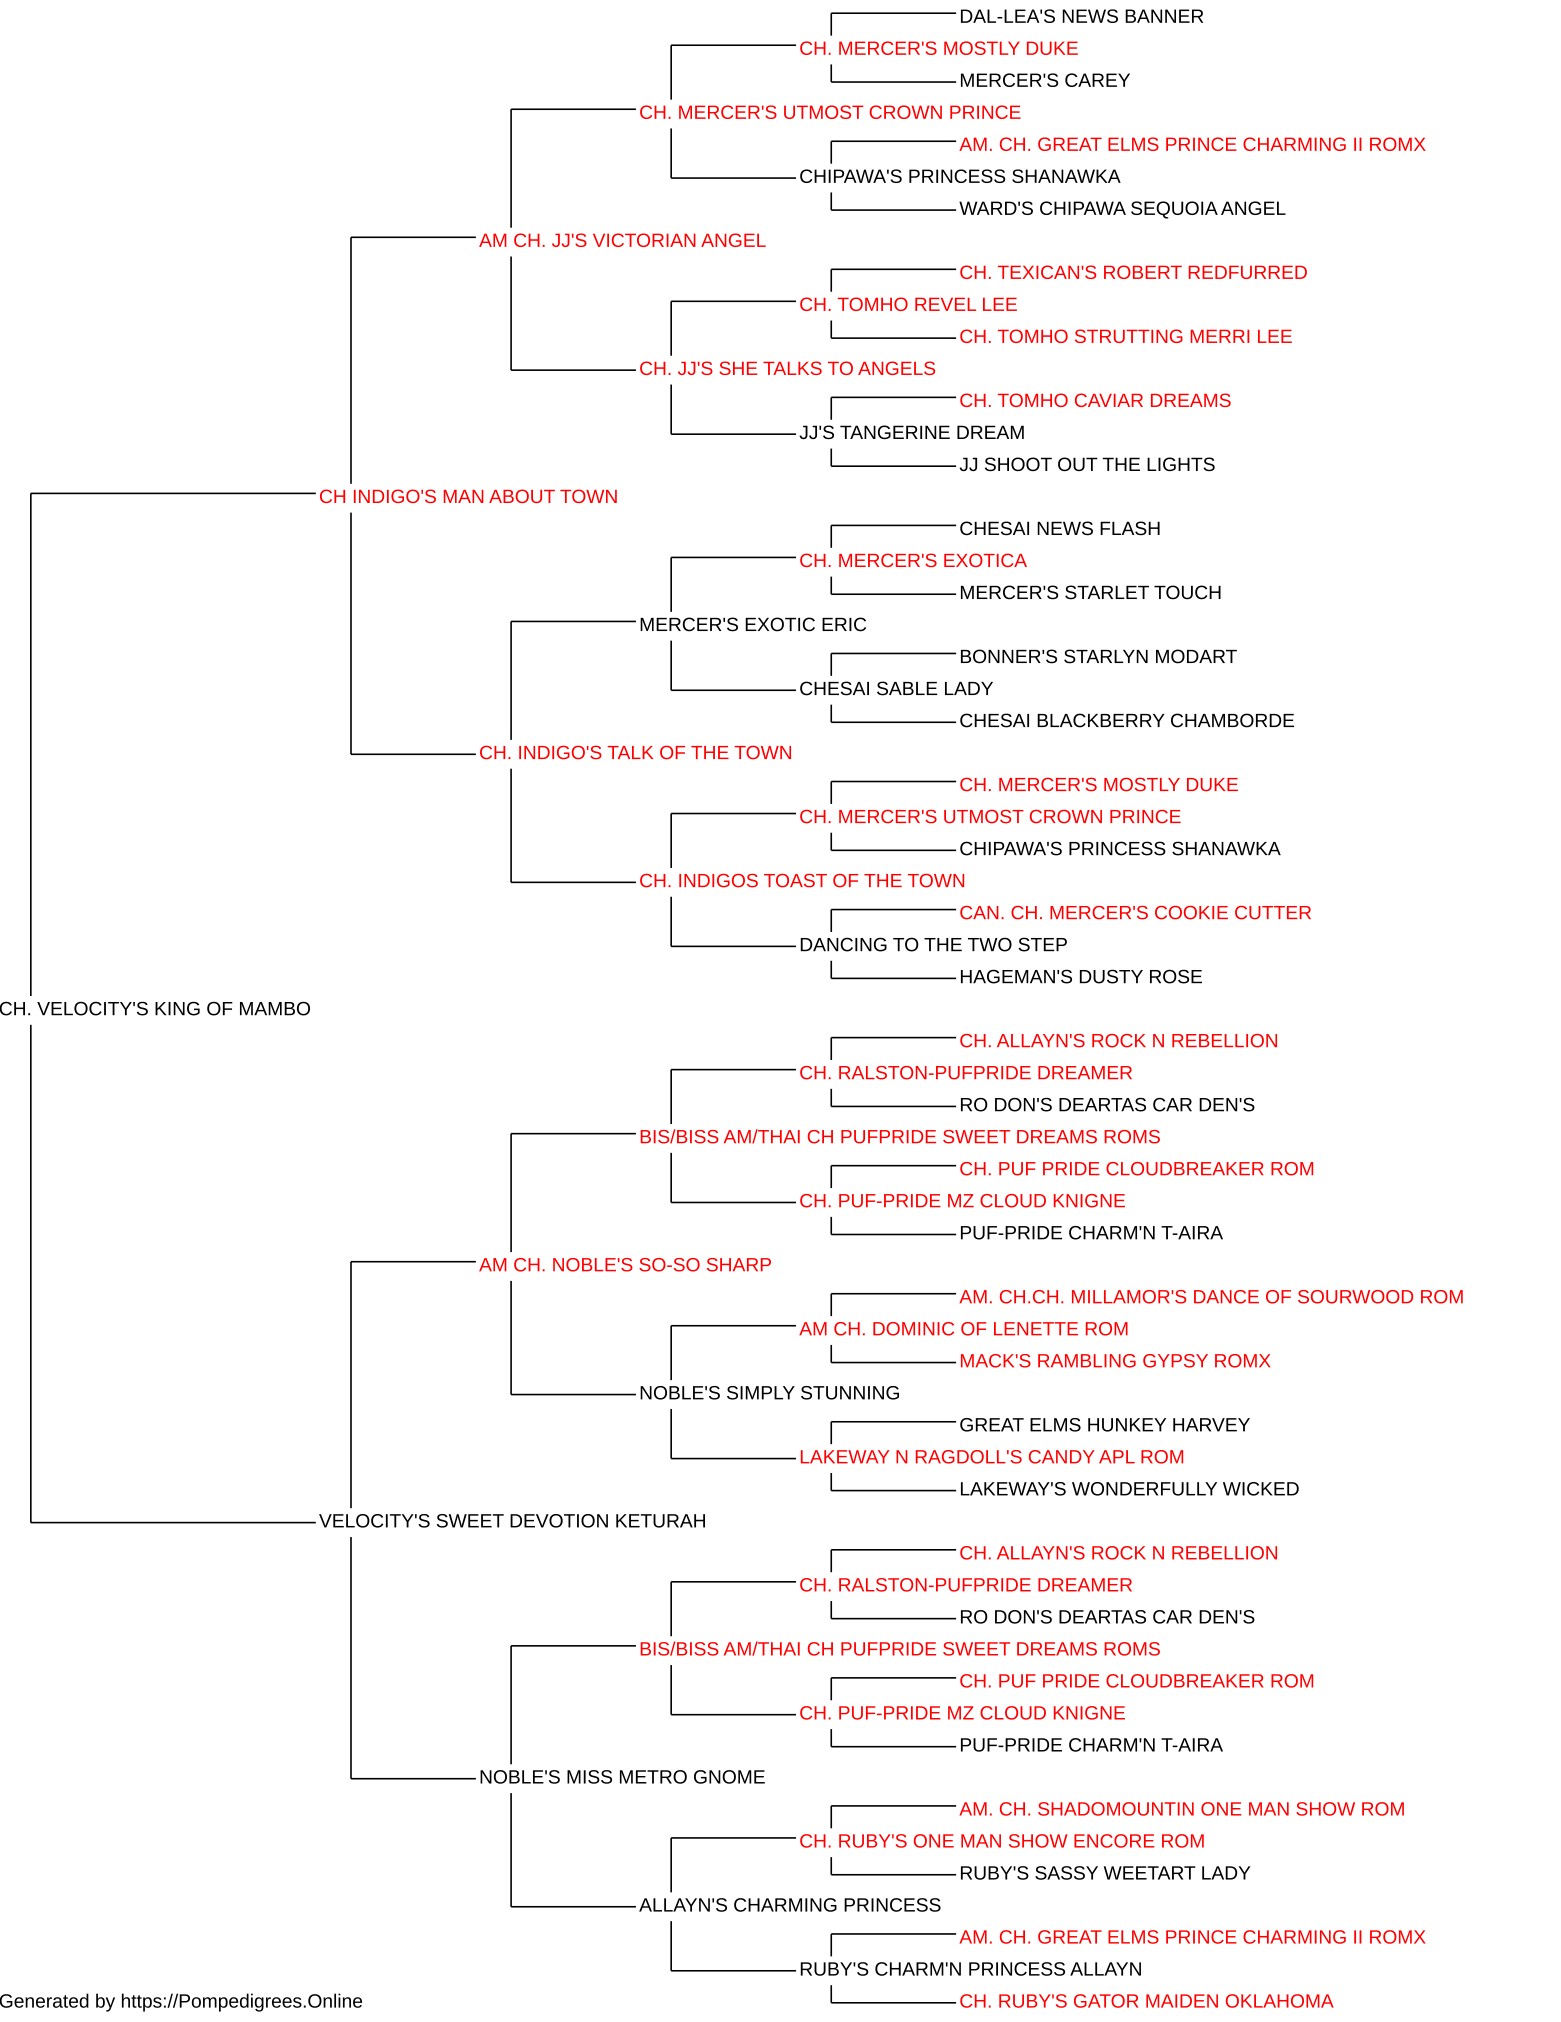 DAL-LEA'S NEWS BANNER
CH. MERCER'S MOSTLY DUKE
MERCER'S CAREY
CH. MERCER'S UTMOST CROWN PRINCE
AM. CH. GREAT ELMS PRINCE CHARMING II ROMX
CHIPAWA'S PRINCESS SHANAWKA
WARD'S CHIPAWA SEQUOIA ANGEL
AM CH. JJ'S VICTORIAN ANGEL
CH. TEXICAN'S ROBERT REDFURRED
CH. TOMHO REVEL LEE
CH. TOMHO STRUTTING MERRI LEE
CH. JJ'S SHE TALKS TO ANGELS
CH. TOMHO CAVIAR DREAMS
JJ'S TANGERINE DREAM
JJ SHOOT OUT THE LIGHTS
CH INDIGO'S MAN ABOUT TOWN
CHESAI NEWS FLASH
CH. MERCER'S EXOTICA
MERCER'S STARLET TOUCH
MERCER'S EXOTIC ERIC
BONNER'S STARLYN MODART
CHESAI SABLE LADY
CHESAI BLACKBERRY CHAMBORDE
CH. INDIGO'S TALK OF THE TOWN
CH. MERCER'S MOSTLY DUKE
CH. MERCER'S UTMOST CROWN PRINCE
CHIPAWA'S PRINCESS SHANAWKA
CH. INDIGOS TOAST OF THE TOWN
CAN. CH. MERCER'S COOKIE CUTTER
DANCING TO THE TWO STEP
HAGEMAN'S DUSTY ROSE
CH. VELOCITY'S KING OF MAMBO
CH. ALLAYN'S ROCK N REBELLION
CH. RALSTON-PUFPRIDE DREAMER
RO DON'S DEARTAS CAR DEN'S
BIS/BISS AM/THAI CH PUFPRIDE SWEET DREAMS ROMS
CH. PUF PRIDE CLOUDBREAKER ROM
CH. PUF-PRIDE MZ CLOUD KNIGNE
PUF-PRIDE CHARM'N T-AIRA
AM CH. NOBLE'S SO-SO SHARP
AM. CH.CH. MILLAMOR'S DANCE OF SOURWOOD ROM
AM CH. DOMINIC OF LENETTE ROM
MACK'S RAMBLING GYPSY ROMX
NOBLE'S SIMPLY STUNNING
GREAT ELMS HUNKEY HARVEY
LAKEWAY N RAGDOLL'S CANDY APL ROM
LAKEWAY'S WONDERFULLY WICKED
VELOCITY'S SWEET DEVOTION KETURAH
CH. ALLAYN'S ROCK N REBELLION
CH. RALSTON-PUFPRIDE DREAMER
RO DON'S DEARTAS CAR DEN'S
BIS/BISS AM/THAI CH PUFPRIDE SWEET DREAMS ROMS
CH. PUF PRIDE CLOUDBREAKER ROM
CH. PUF-PRIDE MZ CLOUD KNIGNE
PUF-PRIDE CHARM'N T-AIRA
NOBLE'S MISS METRO GNOME
AM. CH. SHADOMOUNTIN ONE MAN SHOW ROM
CH. RUBY'S ONE MAN SHOW ENCORE ROM
RUBY'S SASSY WEETART LADY
ALLAYN'S CHARMING PRINCESS
AM. CH. GREAT ELMS PRINCE CHARMING II ROMX
RUBY'S CHARM'N PRINCESS ALLAYN
CH. RUBY'S GATOR MAIDEN OKLAHOMA
Generated by https://Pompedigrees.Online